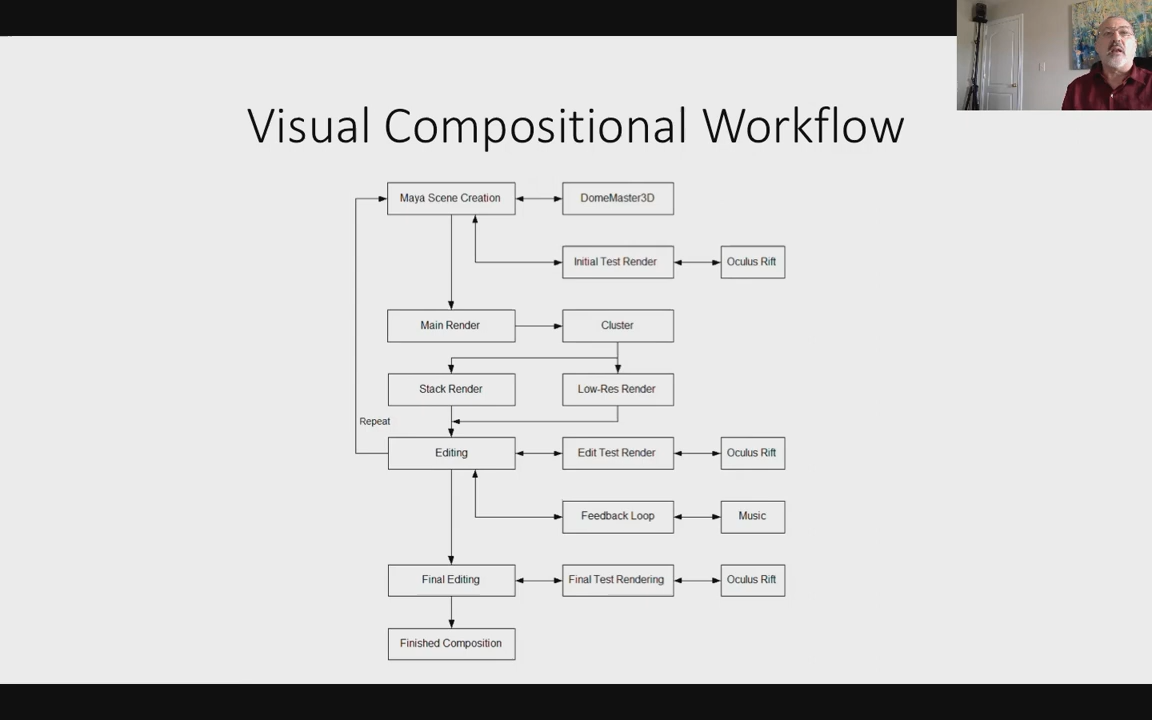 Visual Compositional Workflow
Maya Scene Creation
DomeMaster3D
Initial Test Render
Oculus Rift
Main Render
Cluster
Stack Render
Low-Res Render
Repeat
Editing
Edit Test Render
Oculus Rift
Feedback Loop
Music
Final Editing
Final Test Rendering
Oculus Rift
Finished Composition